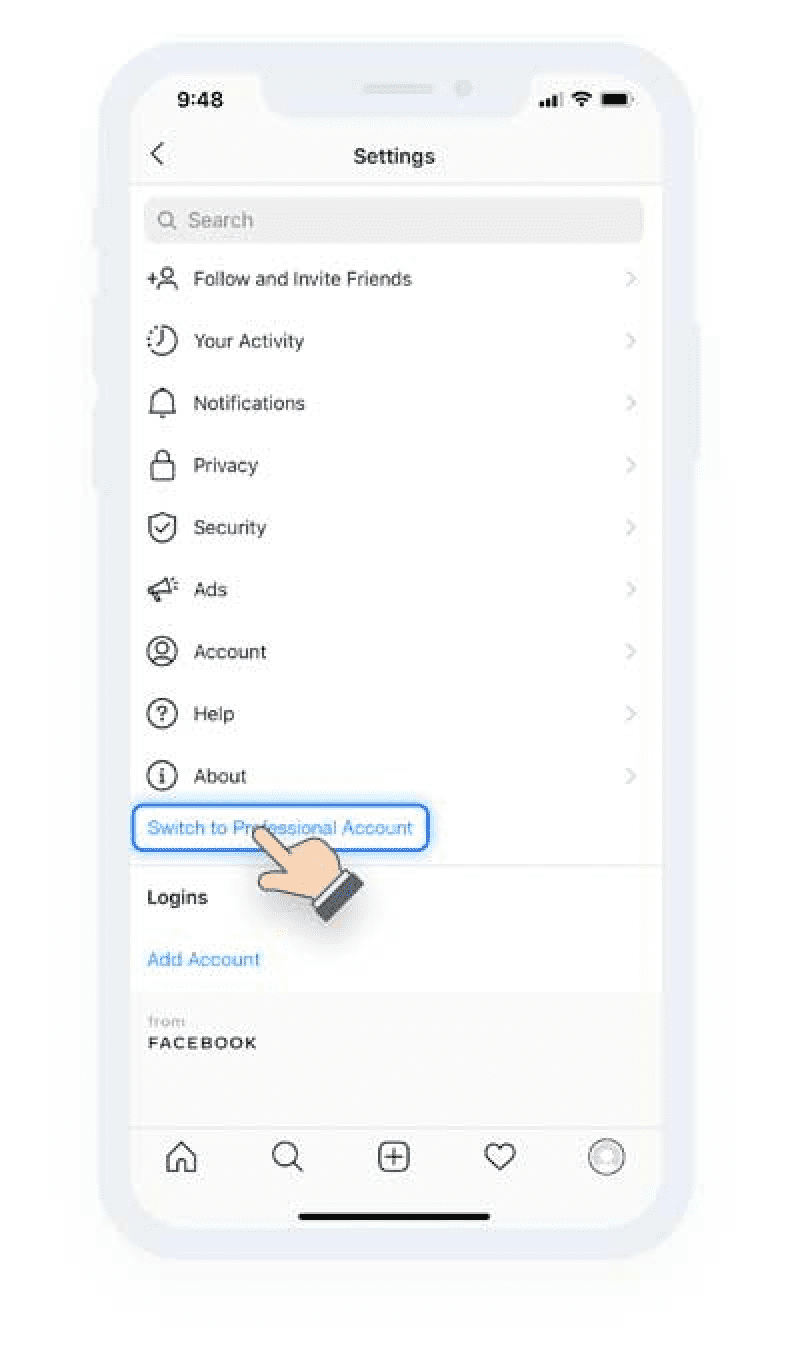 9:48
Settings
Search
Follow and Invite Friends
Your Activity
Notifications
Privacy
Security
Ads
Account
Help
About
Switch to Professional Account
Logins
Add Account
from
FACEBOOK